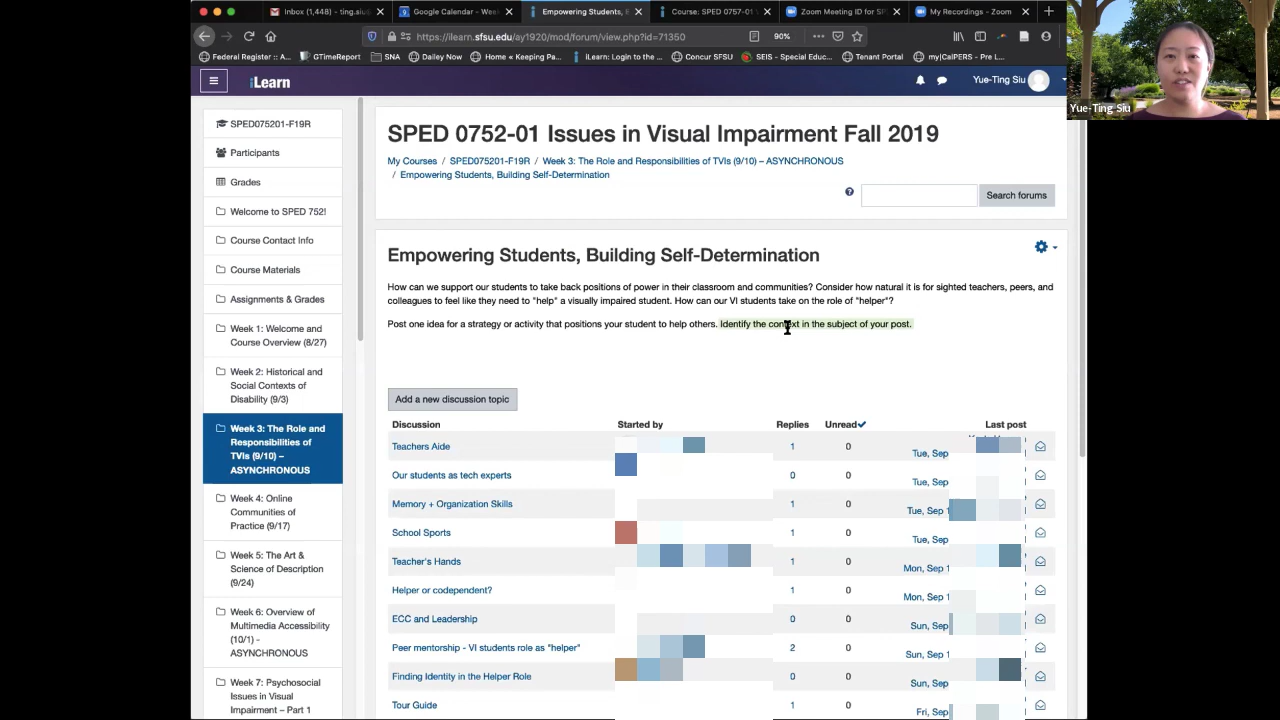 Inbox (1,448) - ting.aius
Google Calendar - Week
Empowering Students, B
Course: SPED 0757-01
Zoom Meeting ID for SP
My Recordings - Zoom
https://ilearn.sfsu.edu/ay1920/mod/forum/view.php?id=71350
90%
Federal Register :: A...
GTimeReport
SNA
Dailey Now
Home « Keeping Pa...
iLearn: Login to the ...
Concur SFSU
SEIS - Special Educ...
Tenant Portal
my|CalPERS - Pre L...
iLearn
Yue-Ting Siu
Yue-Ting Siu
SPED075201-F19R
Participants
Grades
Welcome to SPED 752!
Course Contact Info
Course Materials
Assignments & Grades
Week 1: Welcome and
Course Overview (8/27)
Week 2: Historical and
Social Contexts of
Disability (9/3)
Week 3: The Role and
Responsibilities of
TVIs (9/10) –
ASYNCHRONOUS
Week 4: Online
Communities of
Practice (9/17)
Week 5: The Art &
Science of Description
(9/24)
Week 6: Overview of
Multimedia Accessibility
(10/1) -
ASYNCHRONOUS
Week 7: Psychosocial
Issues in Visual
Impairment – Part 1
SPED 0752-01 Issues in Visual Impairment Fall 2019
My Courses / SPED075201-F19R / Week 3: The Role and Responsibilities of TVIs (9/10) – ASYNCHRONOUS
/ Empowering Students, Building Self-Determination
Search forums
Empowering Students, Building Self-Determination
How can we support our students to take back positions of power in their classroom and communities? Consider how natural it is for sighted teachers, peers, and
colleagues to feel like they need to "help" a visually impaired student. How can our VI students take on the role of "helper"?
Post one idea for a strategy or activity that positions your student to help others. Identify the context in the subject of your post.
Add a new discussion topic
Discussion Started by Replies Unread Last post
Teachers Aide 1 0 Tue, Sep
Our students as tech experts 0 0 Tue, Sep
Memory + Organization Skills 1 0 Tue, Sep 1
School Sports 1 0 Tue, Sep
Teacher's Hands 1 0 Mon, Sep 1
Helper or codependent? 1 0 Mon, Sep 1
ECC and Leadership 0 0 Sun, Sep
Peer mentorship - VI students role as "helper" 2 0 Sun, Sep 1
Finding Identity in the Helper Role 0 0 Sun, Sep
Tour Guide 1 0 Fri, Sep